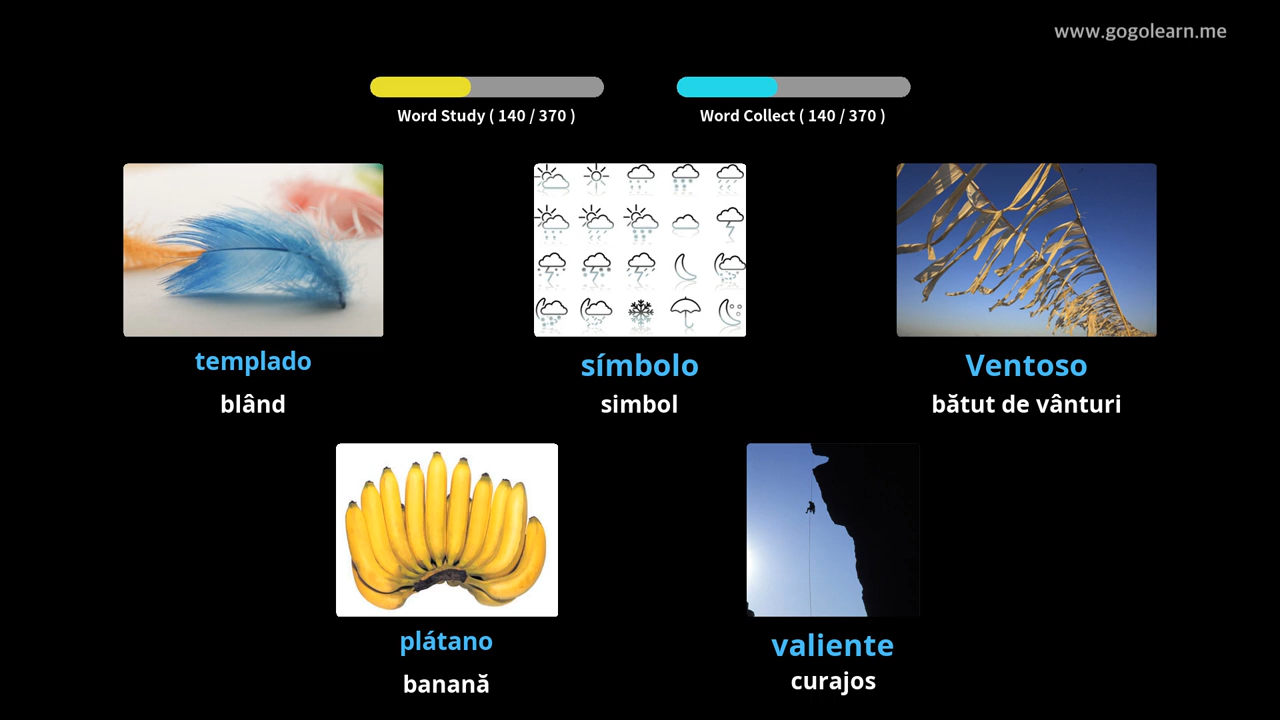 www.gogolearn.me
Word Study ( 140 / 370 )
Word Collect ( 140 / 370 )
templado
blând
símbolo
simbol
Ventoso
bătut de vânturi
plátano
banană
valiente
curajos